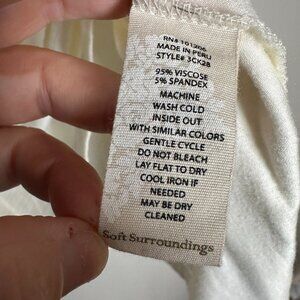 RN# 101206
MADE IN PERU
STYLE# 3CK28
95% VISCOSE
5% SPANDEX
MACHINE
WASH COLD
INSIDE OUT
WITH SIMILAR COLORS
GENTLE CYCLE
DO NOT BLEACH
LAY FLAT TO DRY
COOL IRON IF
NEEDED
MAY BE DRY
CLEANED
Soft Surroundings